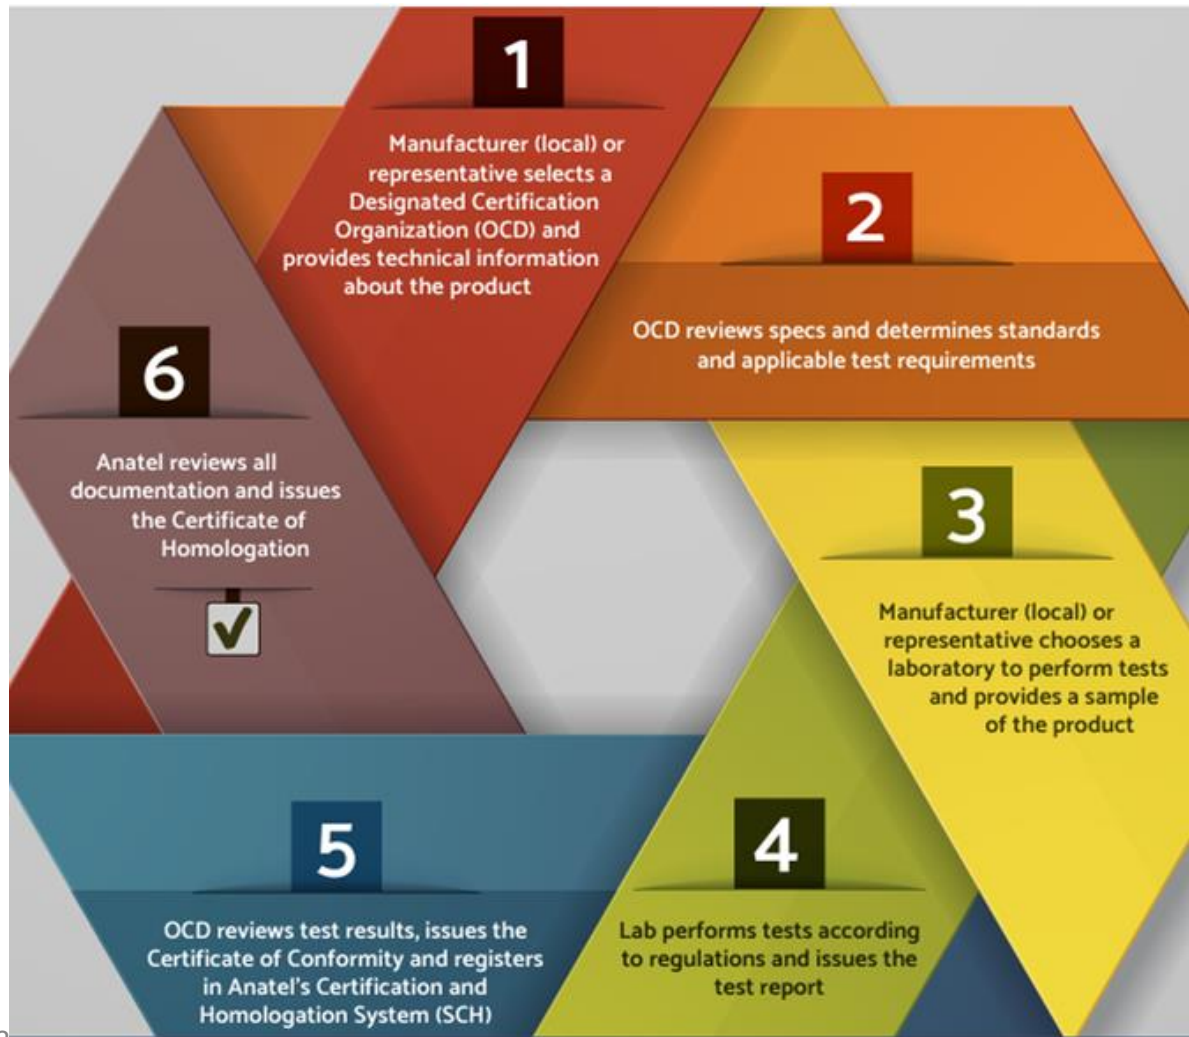 1
Manufacturer (local) or
representative selects a
Designated Certification
Organization (OCD) and
provides technical information
about the product
2
OCD reviews specs and determines standards
and applicable test requirements
3
Manufacturer (local) or
representative chooses a
laboratory to perform tests
and provides a sample
of the product
4
Lab performs tests according
to regulations and issues the
test report
5
OCD reviews test results, issues the
Certificate of Conformity and registers
in Anatel's Certification and
Homologation System (SCH)
6
Anatel reviews all
documentation and issues
the Certificate of
Homologation